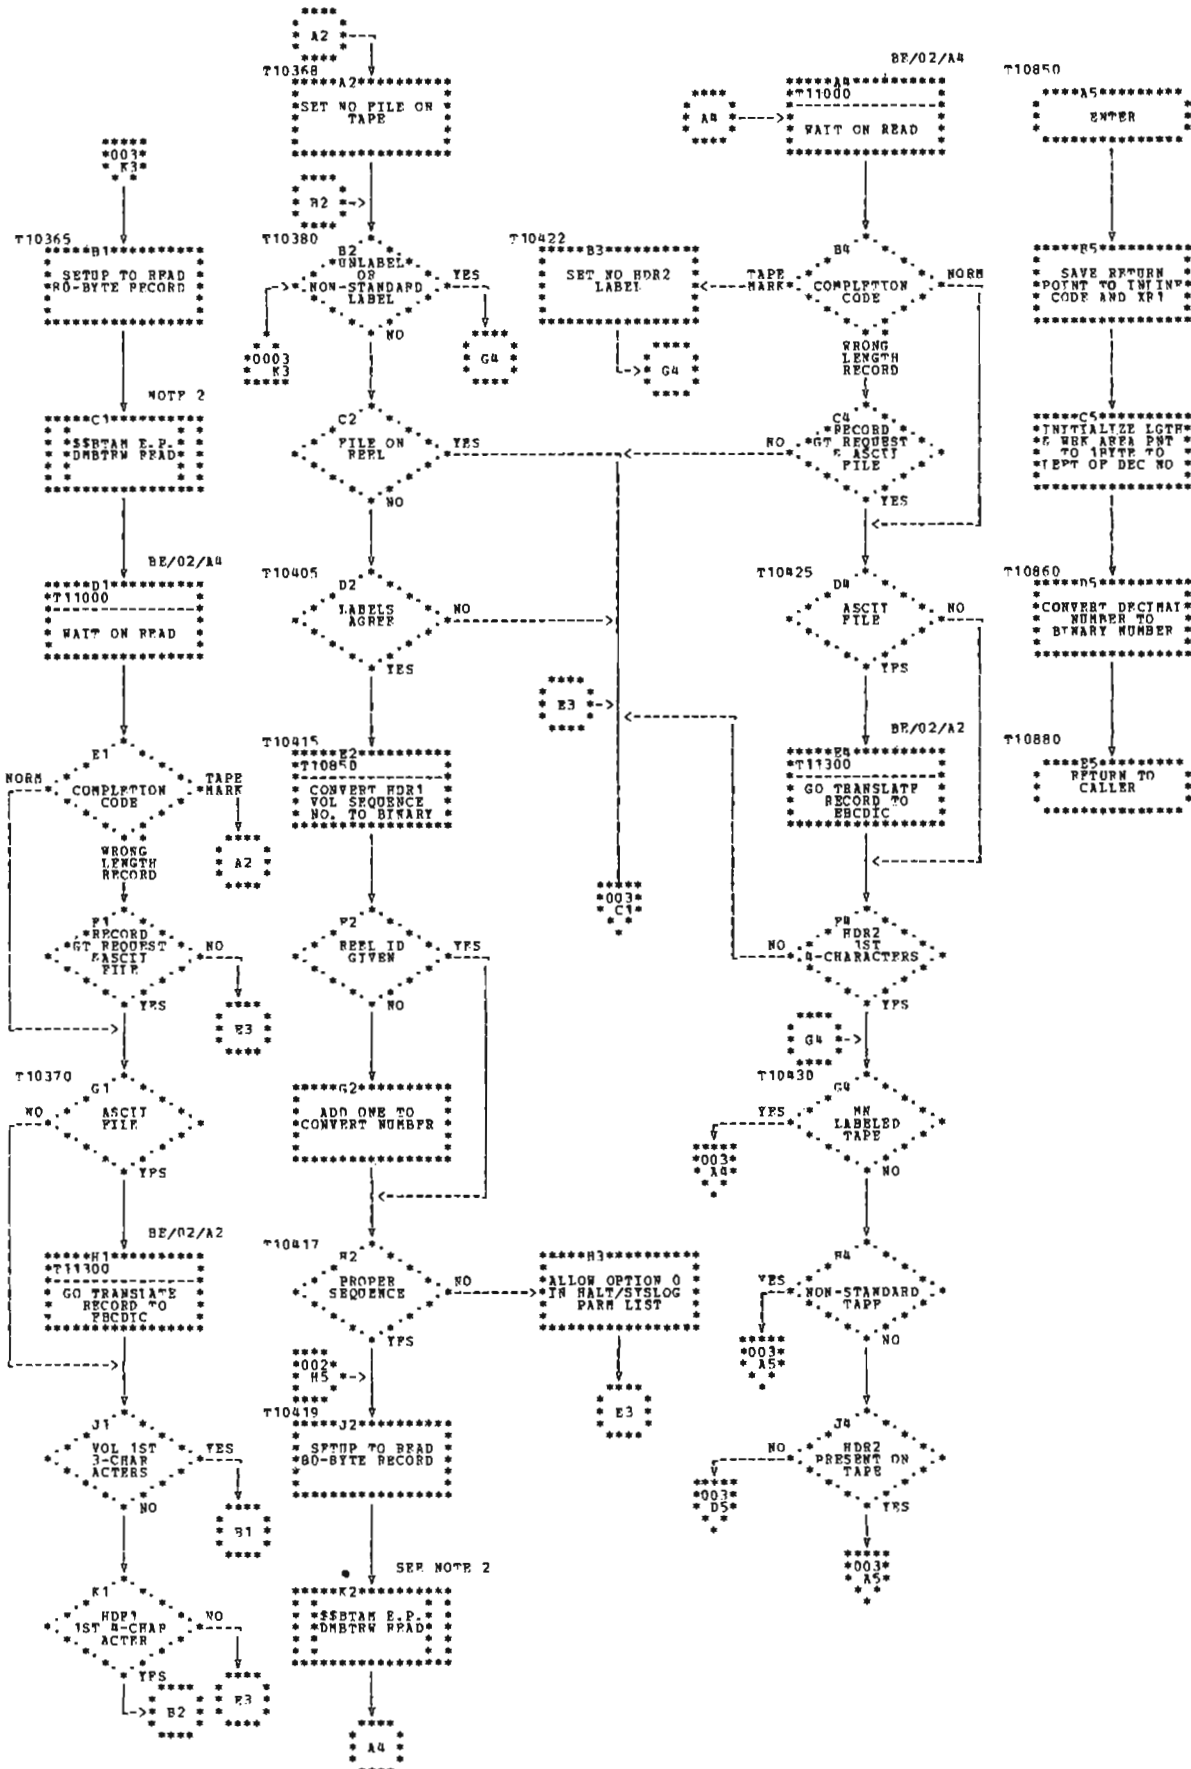 003
K3
T10365
B1
SETUP TO READ
80-BYTE RECORD
NOTE 2
C1
$$BTAM E.P.
DMBTRW READ
BE/02/A4
D1
T11000
WAIT ON READ
E1
NORM
COMPLETION
CODE
TAPE
MARK
A2
WRONG
LENGTH
RECORD
F1
RECORD
GT REQUEST
&ASCII
FILE
NO
YES
E3
T10370
G1
ASCII
FILE
NO
YES
BE/02/A2
H1
T11300
GO TRANSLATE
RECORD TO
EBCDIC
J1
VOL 1ST
3-CHAR
ACTERS
YES
NO
B1
K1
HDR1
1ST 4-CHAR
ACTER
NO
YES
B2
E3
A2
T10368
A2
SET NO FILE ON
TAPE
B2
T10380
B2
UNLABEL
OR
NON-STANDARD
LABEL
YES
NO
0003
K3
G4
C2
FILE ON
REEL
YES
NO
T10405
D2
LABELS
AGREE
NO
YES
T10415
E2
T10850
CONVERT HDR1
VOL SEQUENCE
NO. TO BINARY
F2
REEL ID
GIVEN
YES
NO
G2
ADD ONE TO
CONVERT NUMBER
T10417
H2
PROPER
SEQUENCE
NO
YES
002
H5
T10419
J2
SETUP TO READ
80-BYTE RECORD
SEE NOTE 2
K2
$$BTAM E.P.
DMBTRW READ
A4
T10422
B3
SET NO HDR2
LABEL
G4
E3
003
C1
H3
ALLOW OPTION 0
IN HALT/SYSLOG
PARM LIST
E3
BE/02/A4
A4
A4
T11000
WAIT ON READ
B4
TAPE
MARK
COMPLETION
CODE
NORM
WRONG
LENGTH
RECORD
C4
RECORD
GT REQUEST
& ASCII
FILE
NO
YES
T10425
D4
ASCII
FILE
NO
YES
BE/02/A2
E4
T11300
GO TRANSLATE
RECORD TO
EBCDIC
F4
HDR2
1ST
4-CHARACTERS
NO
YES
G4
T10430
G4
NN
LABELED
TAPE
YES
NO
003
A4
H4
NON-STANDARD
TAPE
YES
NO
003
A5
J4
HDR2
PRESENT ON
TAPE
NO
YES
003
D5
003
A5
T10850
A5
ENTER
B5
SAVE RETURN
POINT TO INLINE
CODE AND XR1
C5
INITIALIZE LGTH
& WRK AREA PNT
TO 1BYTE TO
LEFT OF DEC NO
T10860
D5
CONVERT DECIMAL
NUMBER TO
BINARY NUMBER
T10880
E5
RETURN TO
CALLER